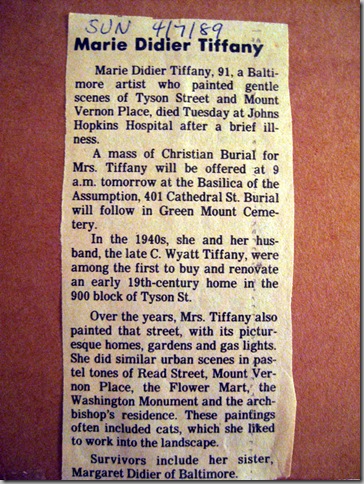 SUN 4/7/89
Marie Didier Tiffany
Marie Didier Tiffany, 91, a Balti-
more artist who painted gentle
scenes of Tyson Street and Mount
Vernon Place, died Tuesday at Johns
Hopkins Hospital after a brief ill-
ness.
A mass of Christian Burial for
Mrs. Tiffany will be offered at 9
a.m. tomorrow at the Basilica of the
Assumption, 401 Cathedral St. Burial
will follow in Green Mount Ceme-
tery.
In the 1940s, she and her hus-
band, the late C. Wyatt Tiffany, were
among the first to buy and renovate
an early 19th-century home in the
900 block of Tyson St.
Over the years, Mrs. Tiffany also
painted that street, with its pictur-
esque homes, gardens and gas lights.
She did similar urban scenes in pas-
tel tones of Read Street, Mount Ver-
non Place, the Flower Mart, the
Washington Monument and the arch-
bishop's residence. These paintings
often included cats, which she liked
to work into the landscape.
Survivors include her sister,
Margaret Didier of Baltimore.